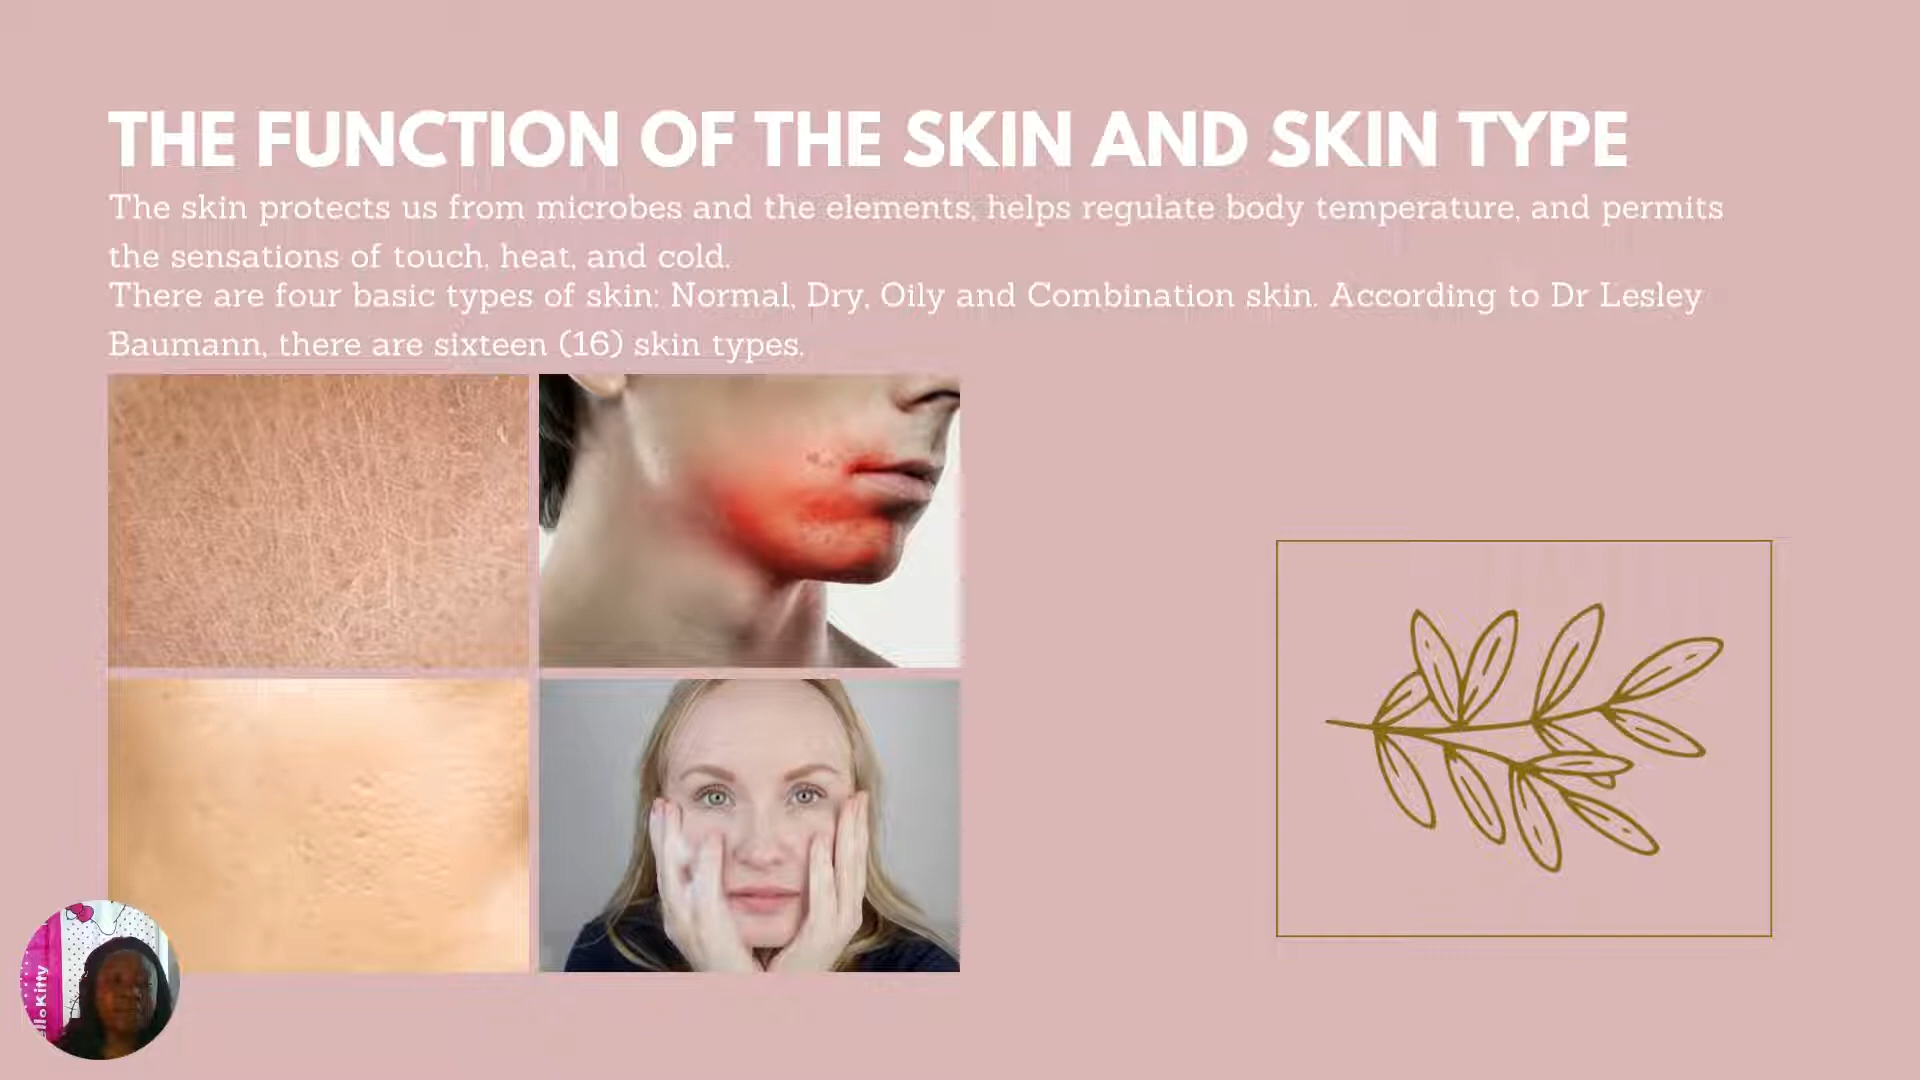 THE FUNCTION OF THE SKIN AND SKIN TYPE
The skin protects us from microbes and the elements, helps regulate body temperature, and permits
the sensations of touch, heat, and cold.
There are four basic types of skin: Normal, Dry, Oily and Combination skin. According to Dr Lesley
Baumann, there are sixteen (16) skin types.
lloKitty